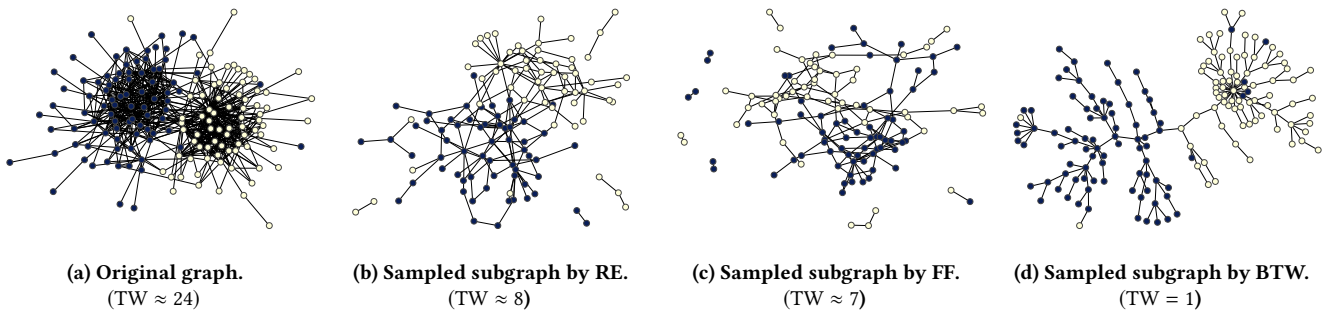 (a) Original graph.
(TW ≈ 24)
(b) Sampled subgraph by RE.
(TW ≈ 8)
(c) Sampled subgraph by FF.
(TW ≈ 7)
(d) Sampled subgraph by BTW.
(TW = 1)